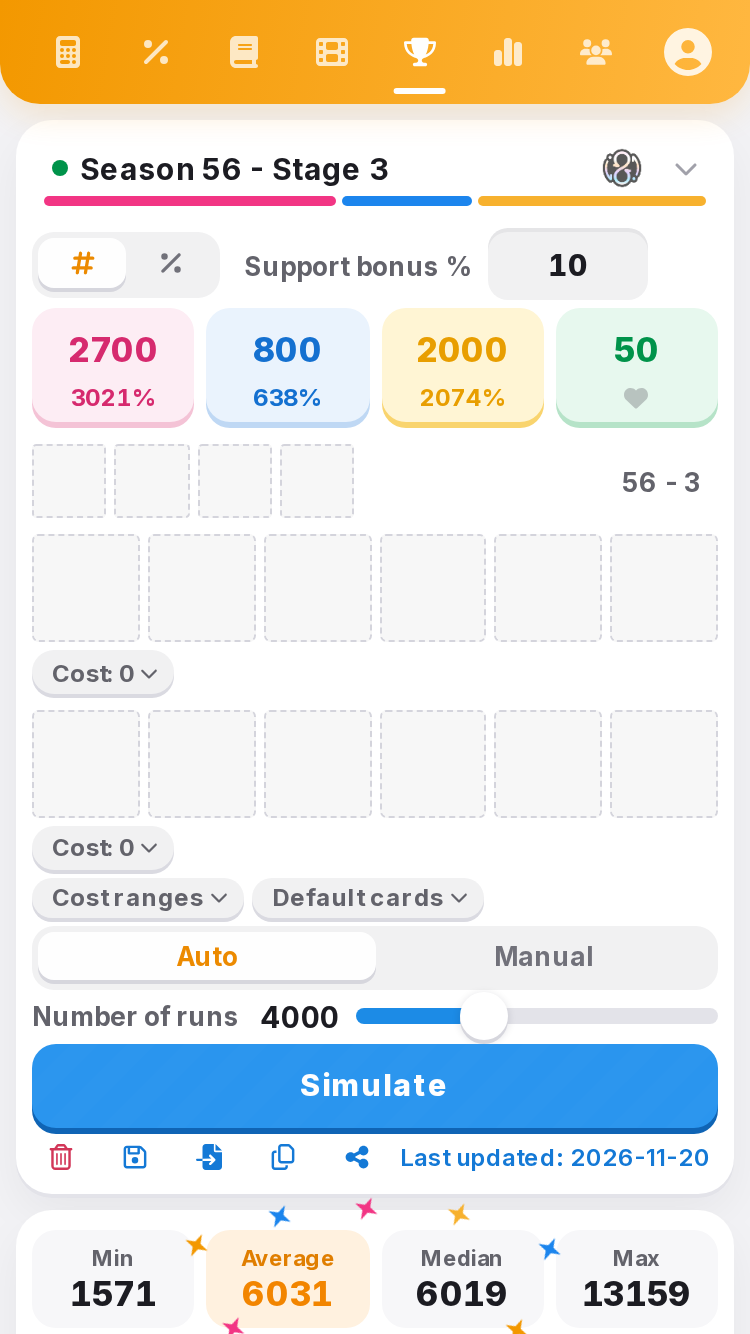 Season 56 - Stage 3
# % Support bonus % 10
2700 800 2000 50
3021% 638% 2074%
56 - 3
Cost: 0
Cost: 0
Cost ranges Default cards
Auto Manual
Number of runs 4000
Simulate
Last updated: 2026-11-20
Min Average Median Max
1571 6031 6019 13159